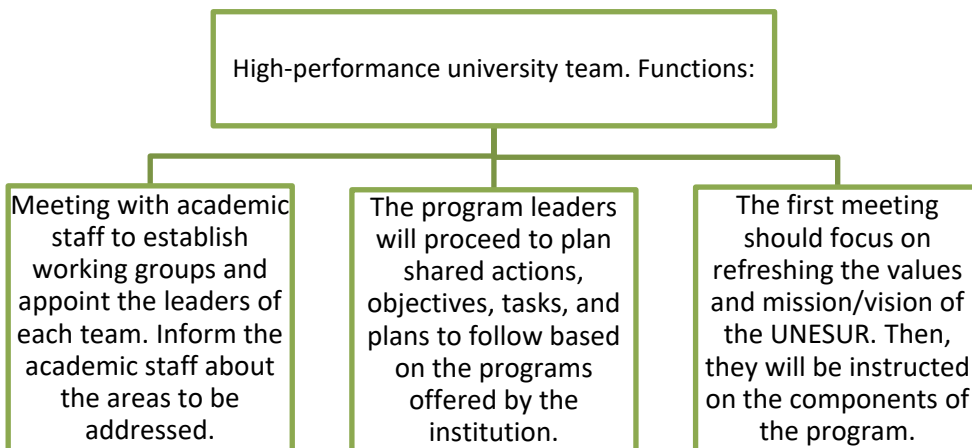 High-performance university team. Functions:
Meeting with academic
staff to establish
working groups and
appoint the leaders of
each team. Inform the
academic staff about
the areas to be
addressed.
The program leaders
will proceed to plan
shared actions,
objectives, tasks, and
plans to follow based
on the programs
offered by the
institution.
The first meeting
should focus on
refreshing the values
and mission/vision of
the UNESUR. Then,
they will be instructed
on the components of
the program.